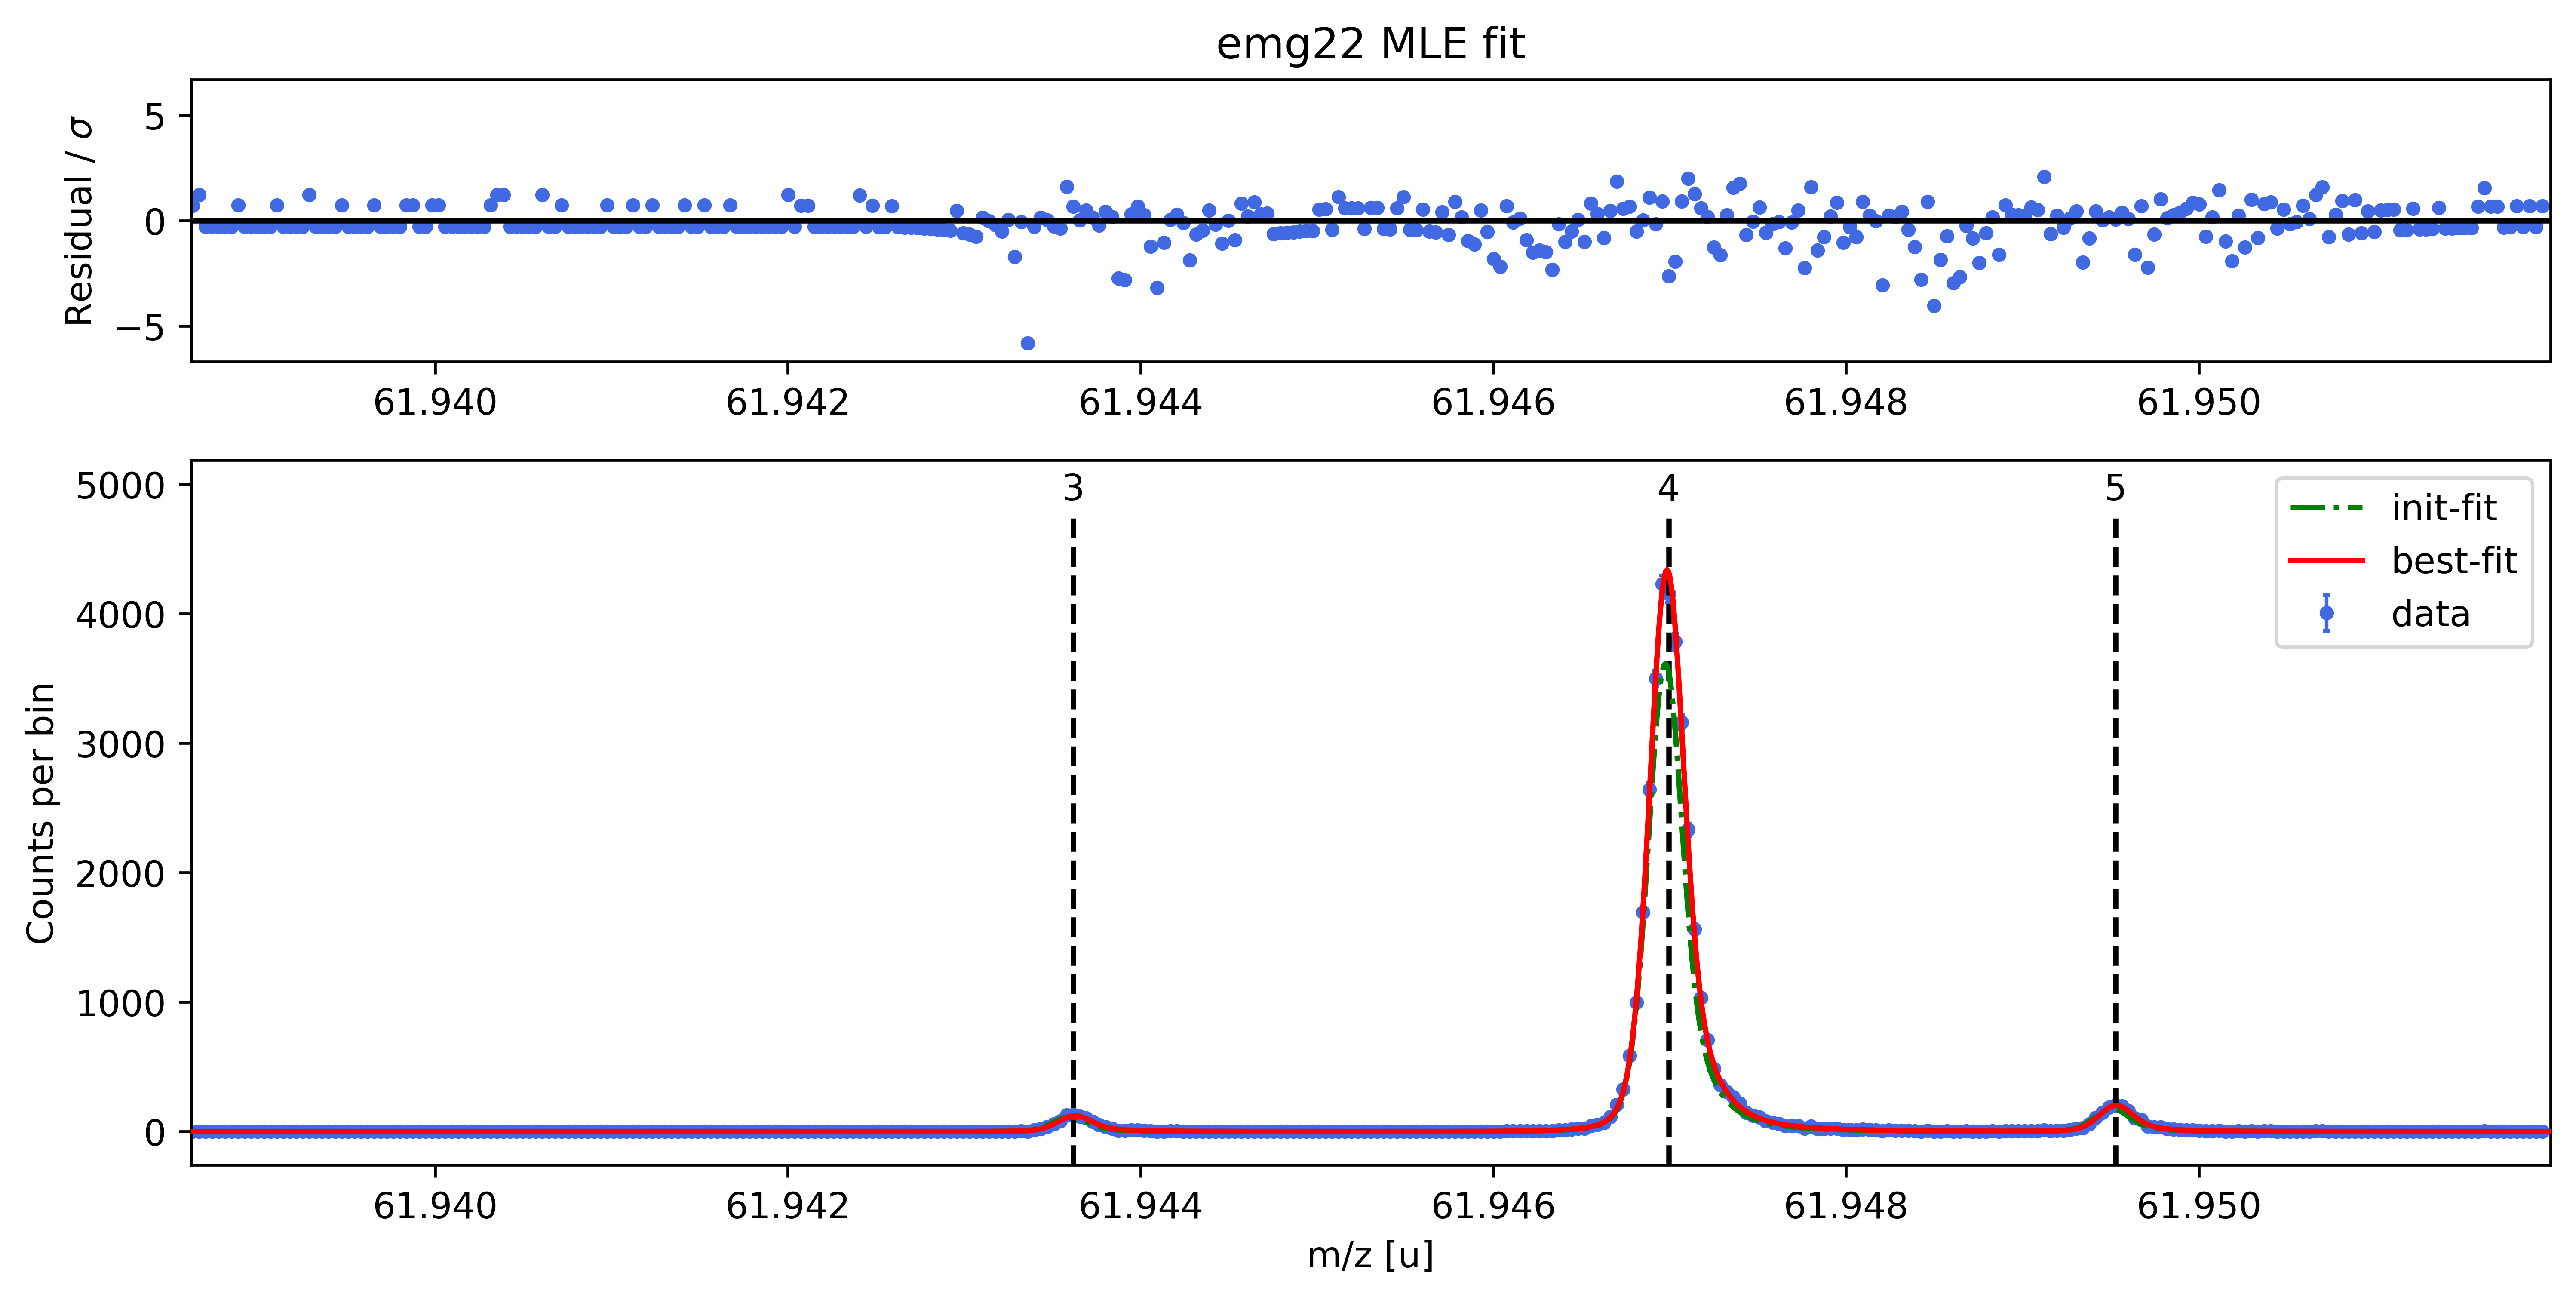 emg22 MLE fit
Residual / σ
5
0
−5
61.940 61.942 61.944 61.946 61.948 61.950
Counts per bin
5000
4000
3000
2000
1000
0
3 4 5
init-fit
best-fit
data
61.940 61.942 61.944 61.946 61.948 61.950
m/z [u]